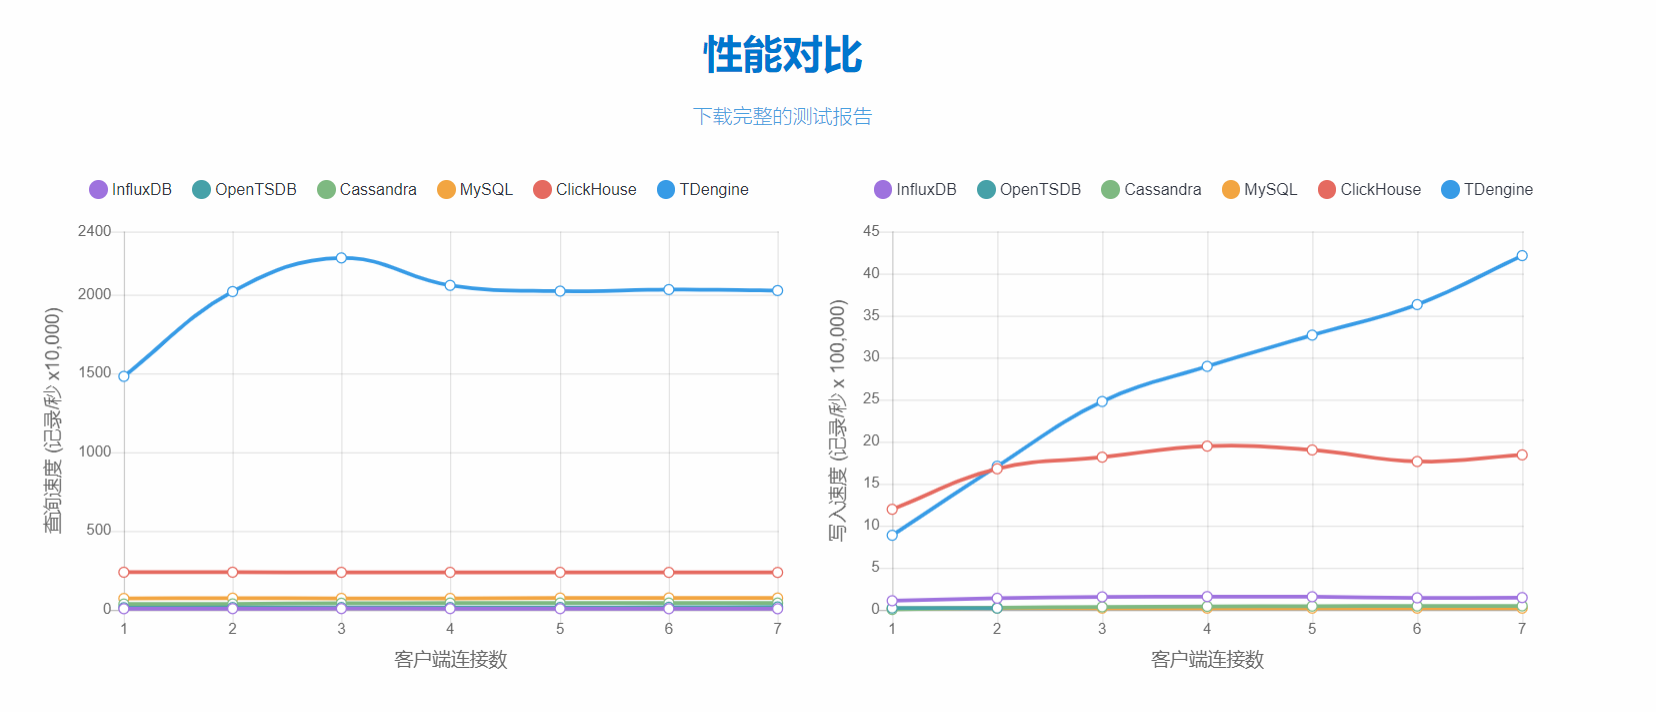 性能对比
下载完整的测试报告
InfluxDB OpenTSDB Cassandra MySQL ClickHouse TDengine
2400
2000
1500
1000
500
0
查询速度 (记录/秒 x10,000)
1 2 3 4 5 6 7
客户端连接数
InfluxDB OpenTSDB Cassandra MySQL ClickHouse TDengine
45
40
35
30
25
20
15
10
5
0
写入速度 (记录/秒 x 100,000)
1 2 3 4 5 6 7
客户端连接数